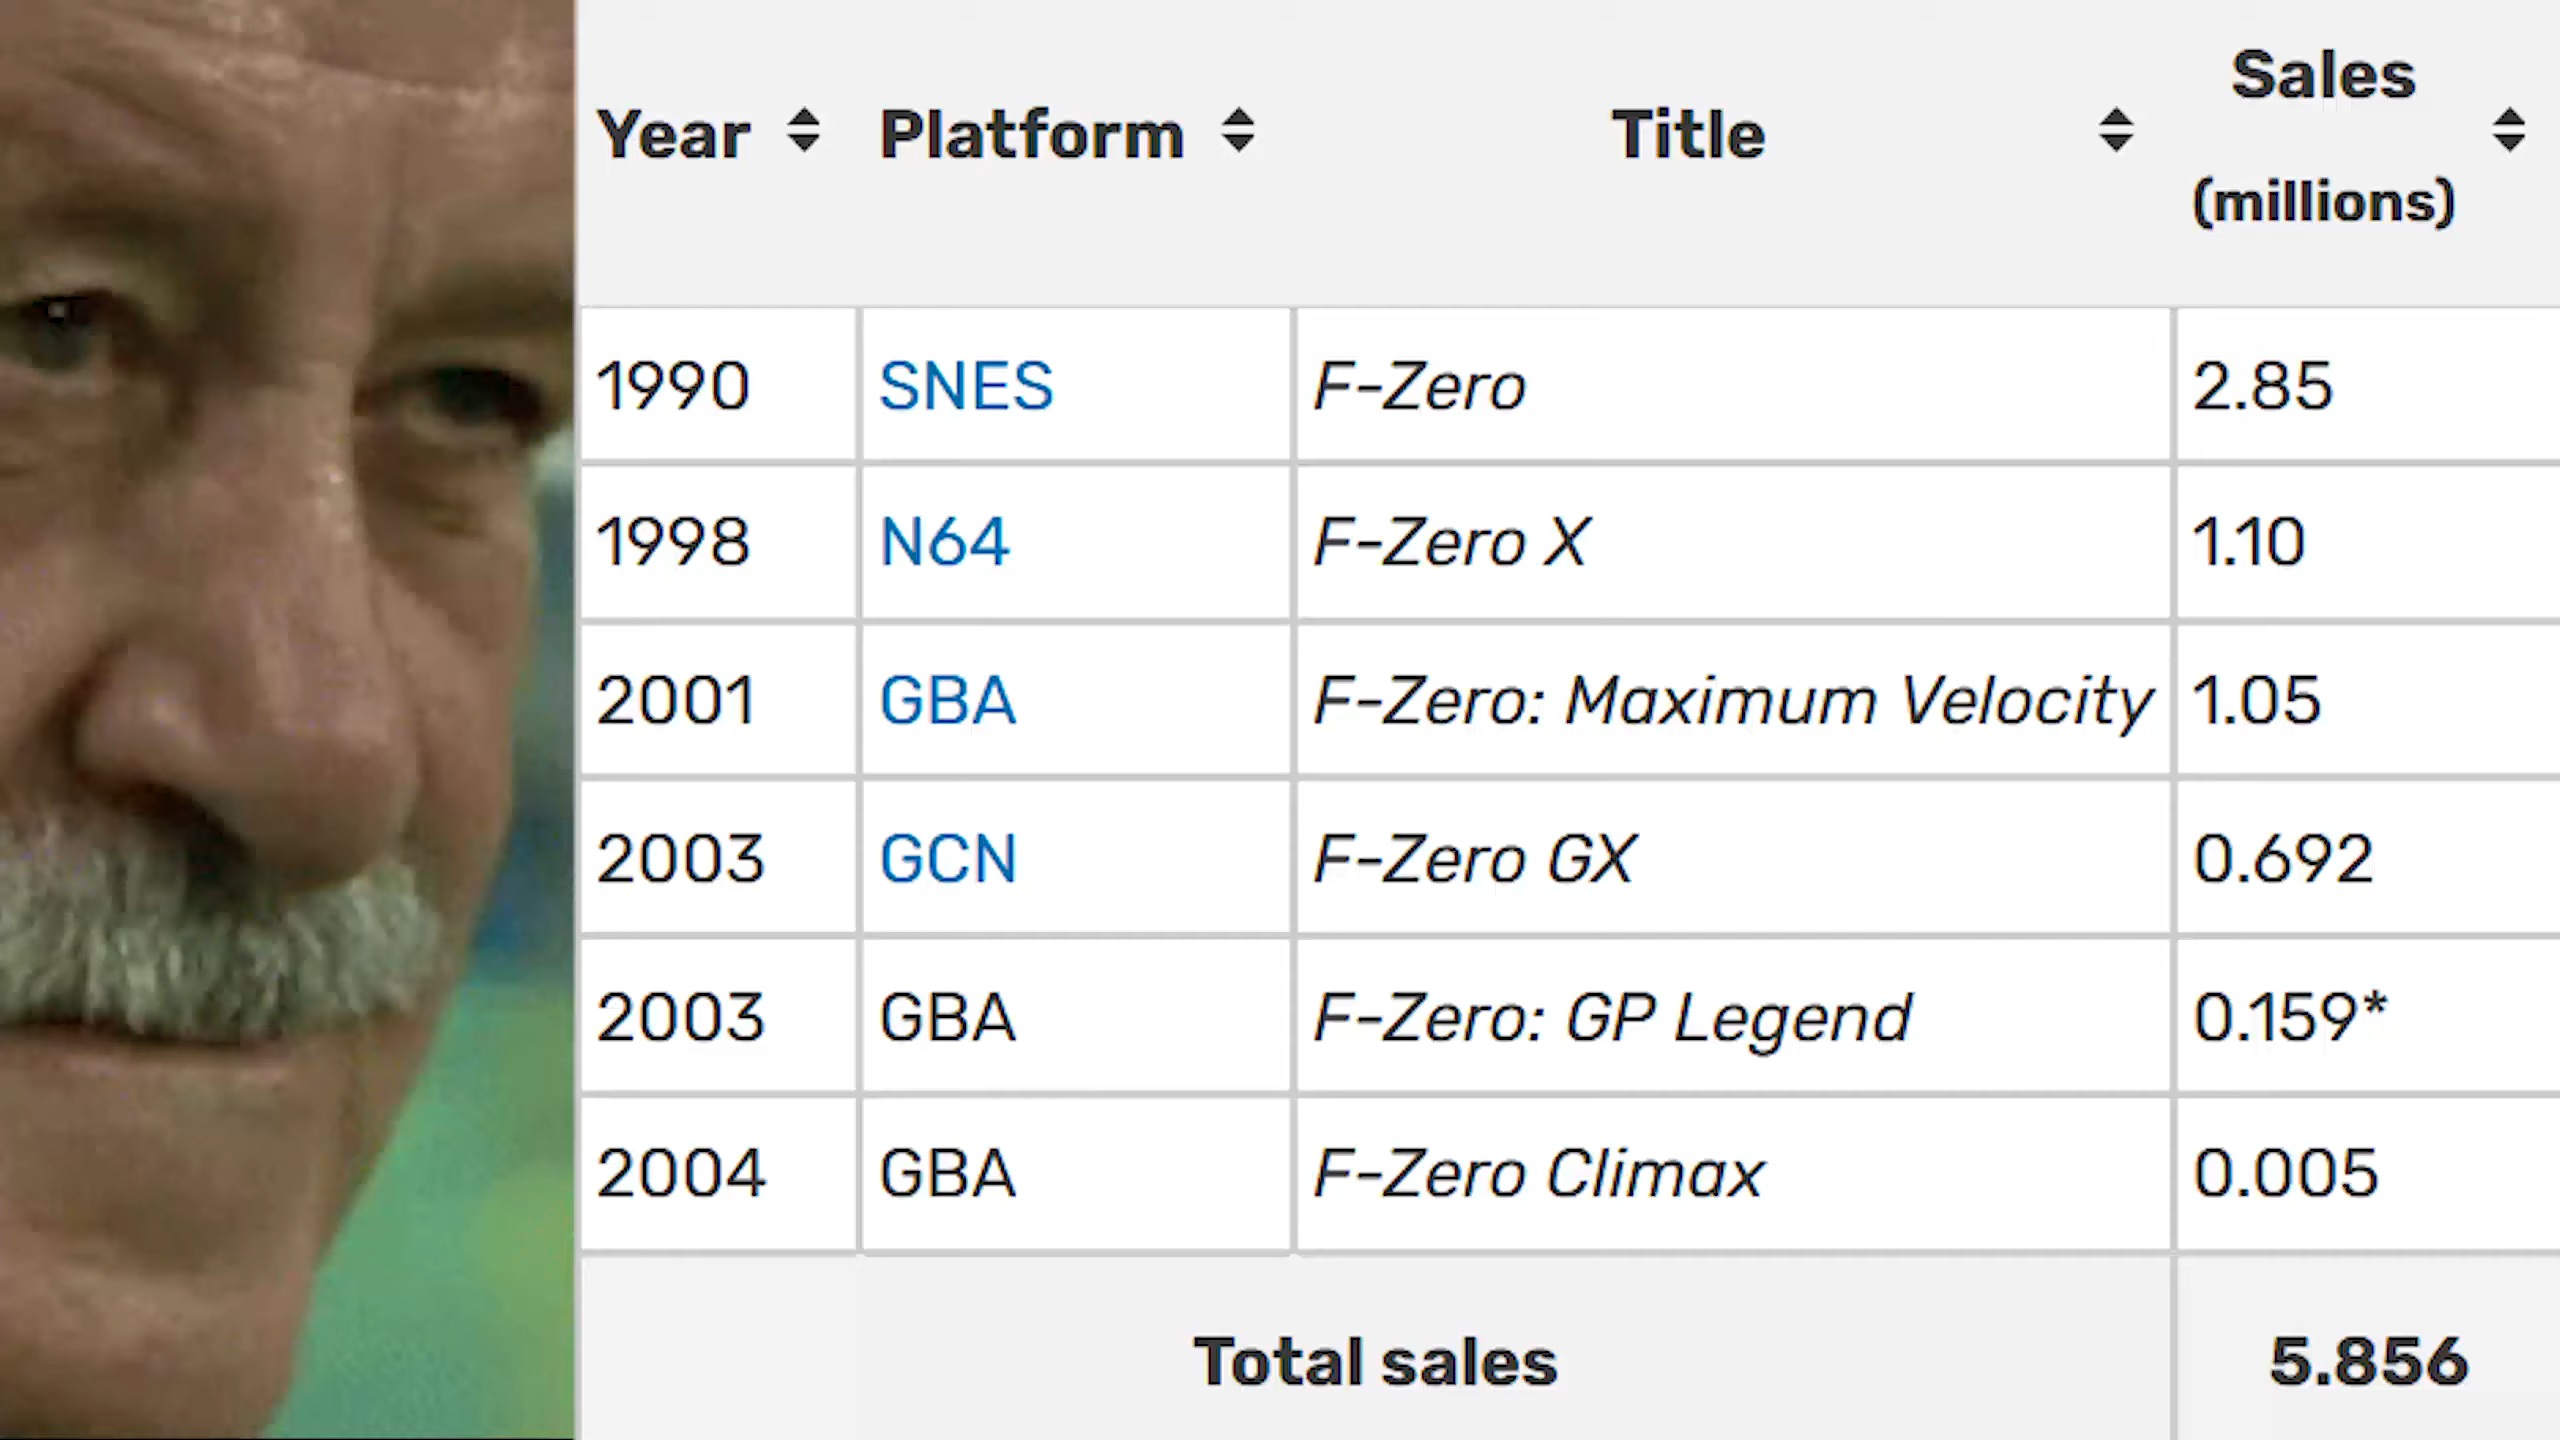 Year Platform Title Sales (millions)
1990 SNES F-Zero 2.85
1998 N64 F-Zero X 1.10
2001 GBA F-Zero: Maximum Velocity 1.05
2003 GCN F-Zero GX 0.692
2003 GBA F-Zero: GP Legend 0.159*
2004 GBA F-Zero Climax 0.005
Total sales 5.856